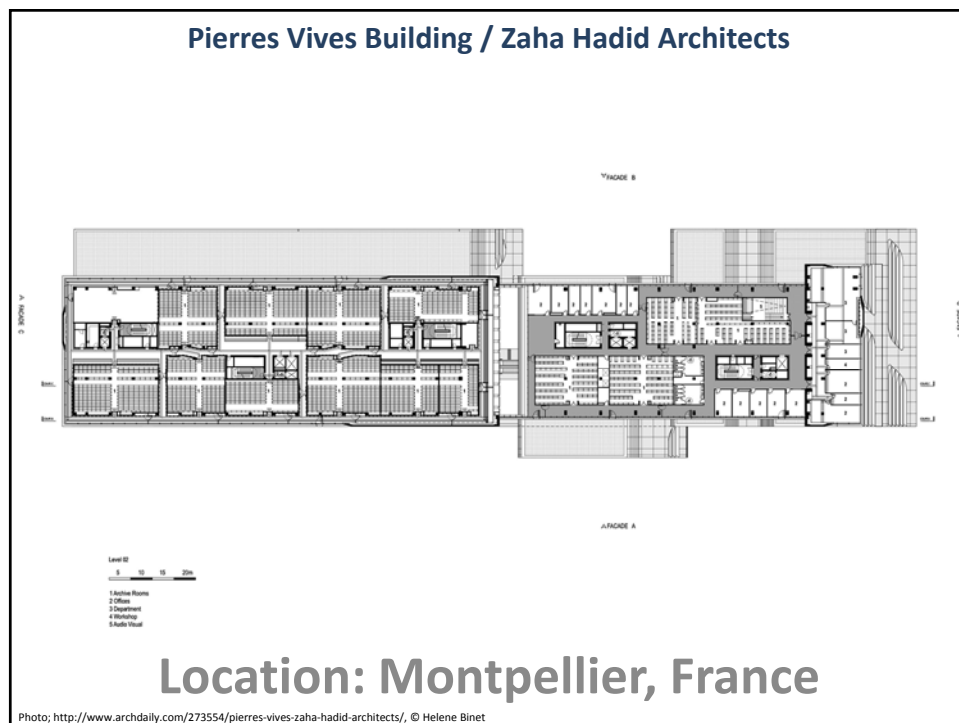 Pierres Vives Building / Zaha Hadid Architects
FACADE B
FACADE C
FACADE A
Level 02
5 10 15 20m
1 Archive Rooms
2 Offices
3 Department
4 Workshop
5 Audio Visual
Location: Montpellier, France
Photo; http://www.archdaily.com/273554/pierres-vives-zaha-hadid-architects/, © Helene Binet